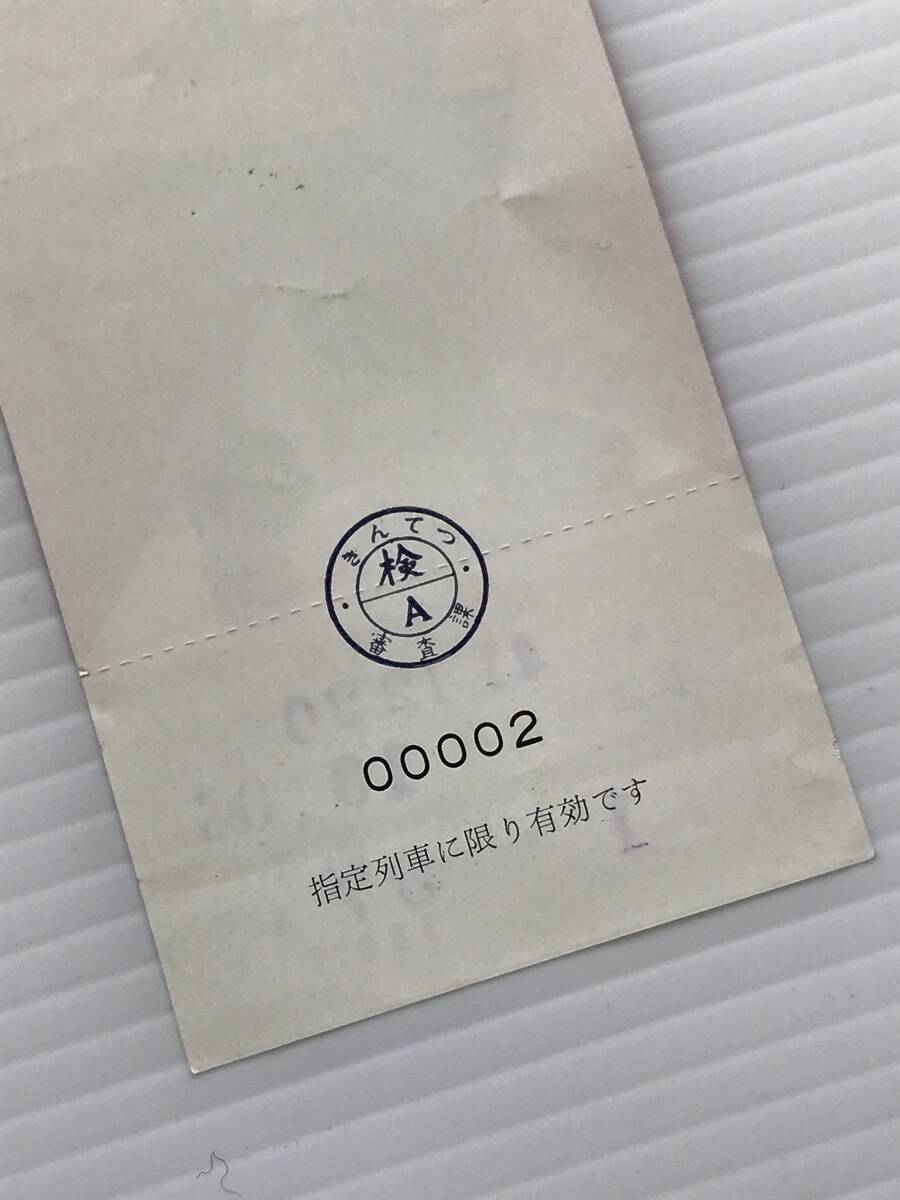 きんてつ
検
A
審査課
00002
指定列車に限り有効です